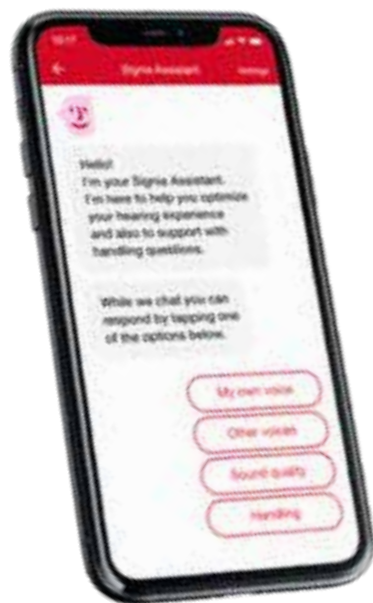 10:17
Signia Assistant
Hello!
I'm your Signia Assistant.
I'm here to help you optimize
your hearing experience
and also to support with
handling questions.
While we chat you can
respond by tapping one
of the options below.
My own voice
Other voices
Sound quality
Handling